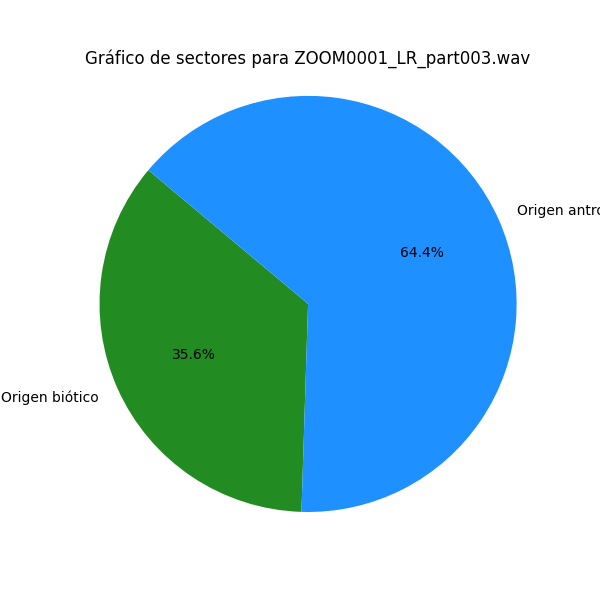 Gráfico de sectores para ZOOM0001_LR_part003.wav
Origen antro
64.4%
35.6%
Origen biótico